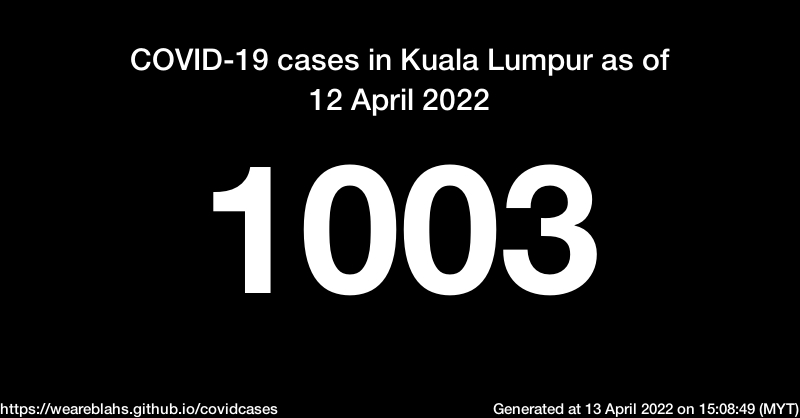 COVID-19 cases in Kuala Lumpur as of
12 April 2022
1003
https://weareblahs.github.io/covidcases
Generated at 13 April 2022 on 15:08:49 (MYT)